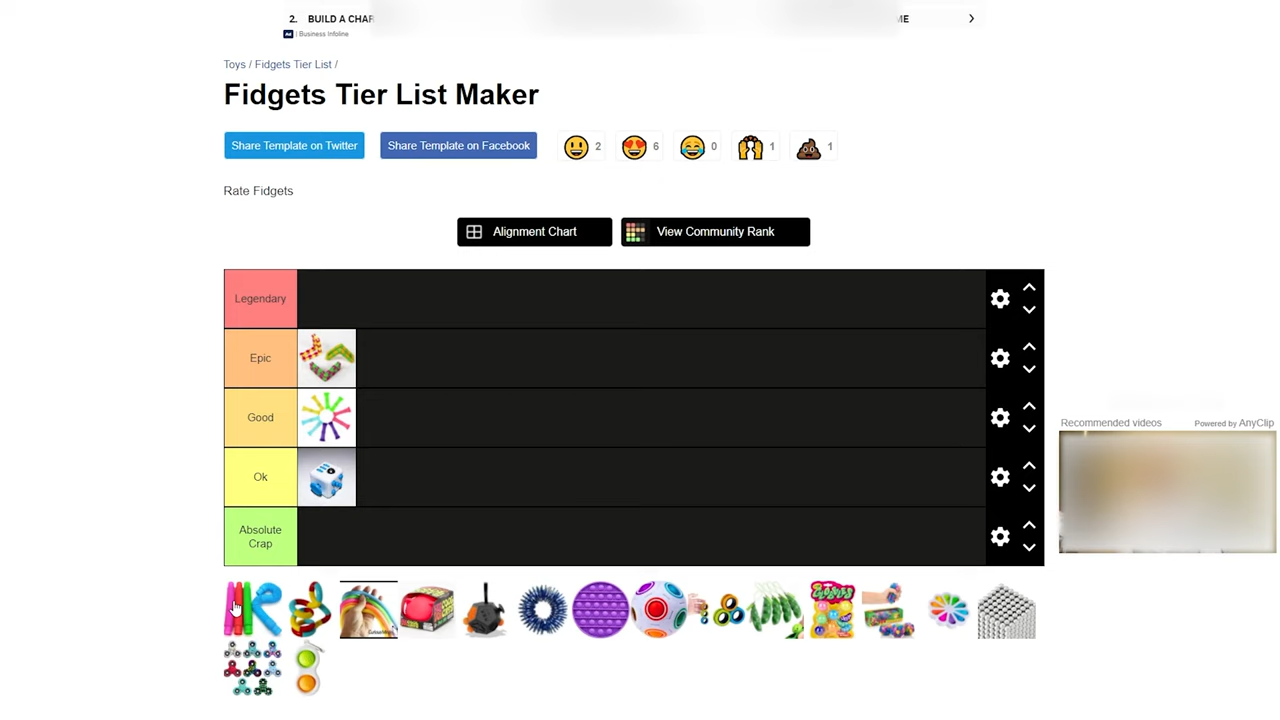 2. BUILD A CHAR
ME
Ad | Business Infoline
Toys / Fidgets Tier List /
Fidgets Tier List Maker
Share Template on Twitter
Share Template on Facebook
2
6
0
1
1
Rate Fidgets
Alignment Chart
View Community Rank
Legendary
Epic
Good
Ok
Absolute
Crap
Recommended videos
Powered by AnyClip